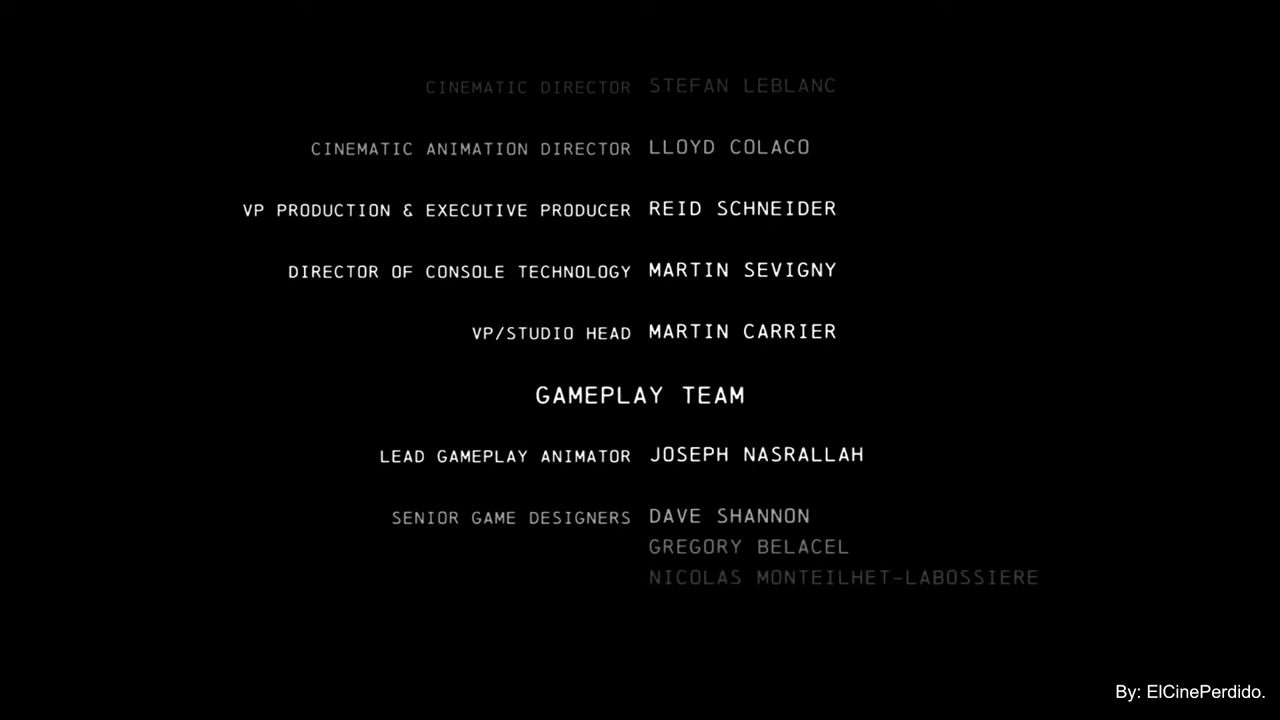 CINEMATIC DIRECTOR STEFAN LEBLANC
CINEMATIC ANIMATION DIRECTOR LLOYD COLACO
VP PRODUCTION & EXECUTIVE PRODUCER REID SCHNEIDER
DIRECTOR OF CONSOLE TECHNOLOGY MARTIN SEVIGNY
VP/STUDIO HEAD MARTIN CARRIER
GAMEPLAY TEAM
LEAD GAMEPLAY ANIMATOR JOSEPH NASRALLAH
SENIOR GAME DESIGNERS DAVE SHANNON
GREGORY BELACEL
NICOLAS MONTEILHET-LABOSSIERE
By: ElCinePerdido.